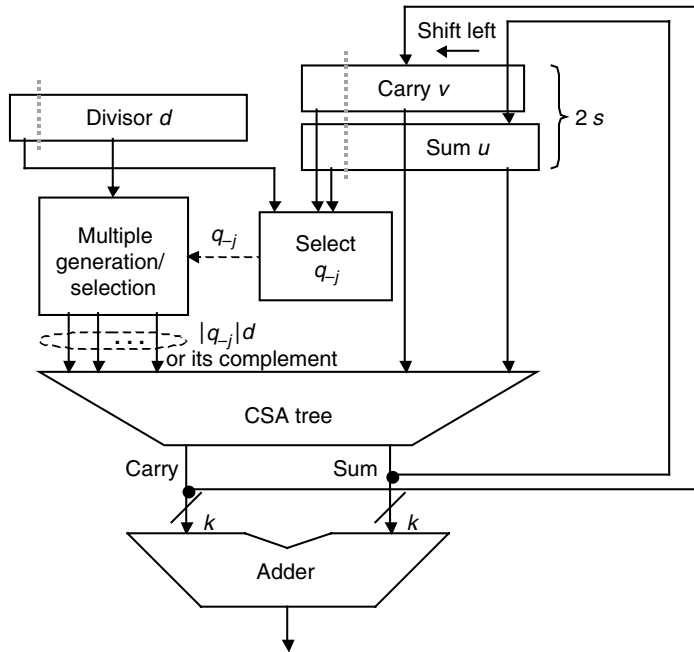 Shift left
Carry v
Divisor d
2 s
Sum u
Multiple
generation/
selection
q–j
Select
q–j
. . .
|q–j|d
or its complement
CSA tree
Carry
Sum
k
k
Adder